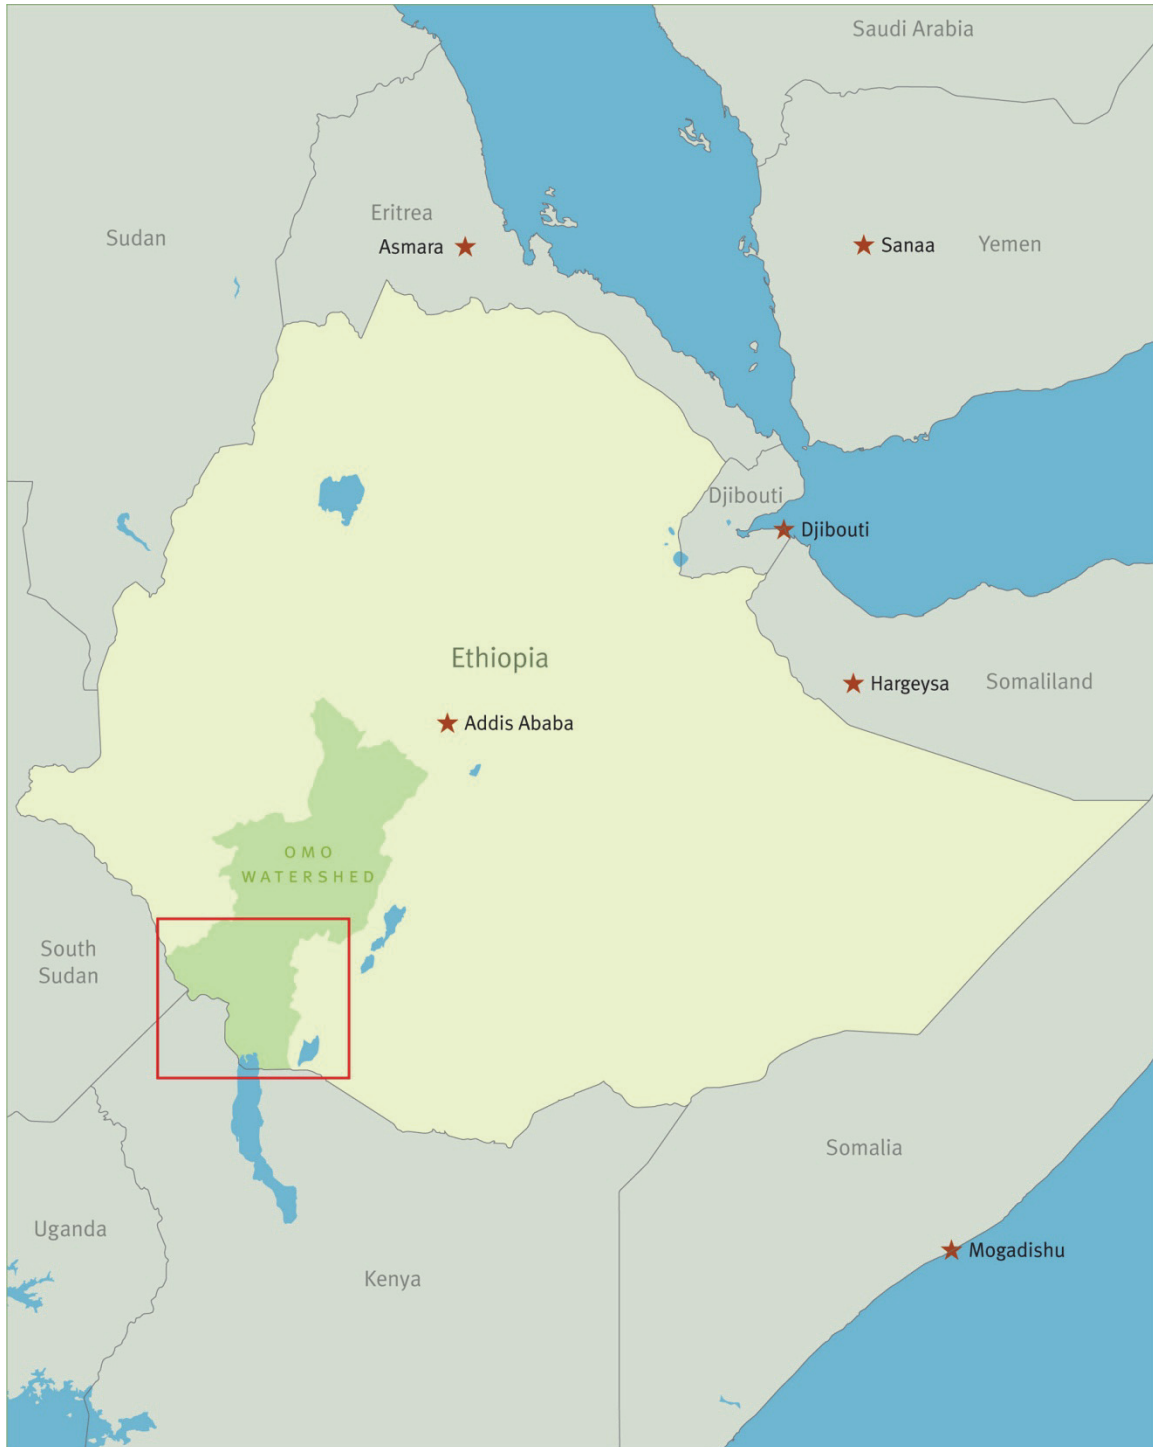 Saudi Arabia
Eritrea
Sudan
Asmara
Sanaa
Yemen
Djibouti
Djibouti
Ethiopia
Hargeysa
Somaliland
Addis Ababa
OMO
WATERSHED
South
Sudan
Somalia
Uganda
Mogadishu
Kenya